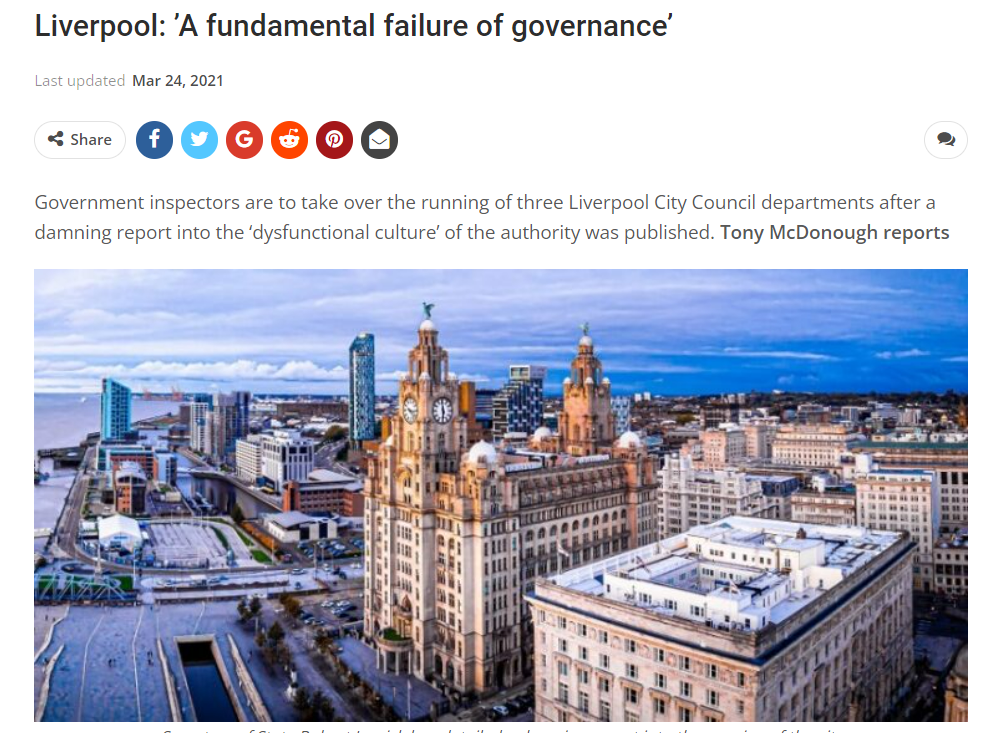 Liverpool: ’A fundamental failure of governance’
Last updated Mar 24, 2021
Share
Government inspectors are to take over the running of three Liverpool City Council departments after a
damning report into the ‘dysfunctional culture’ of the authority was published. Tony McDonough reports